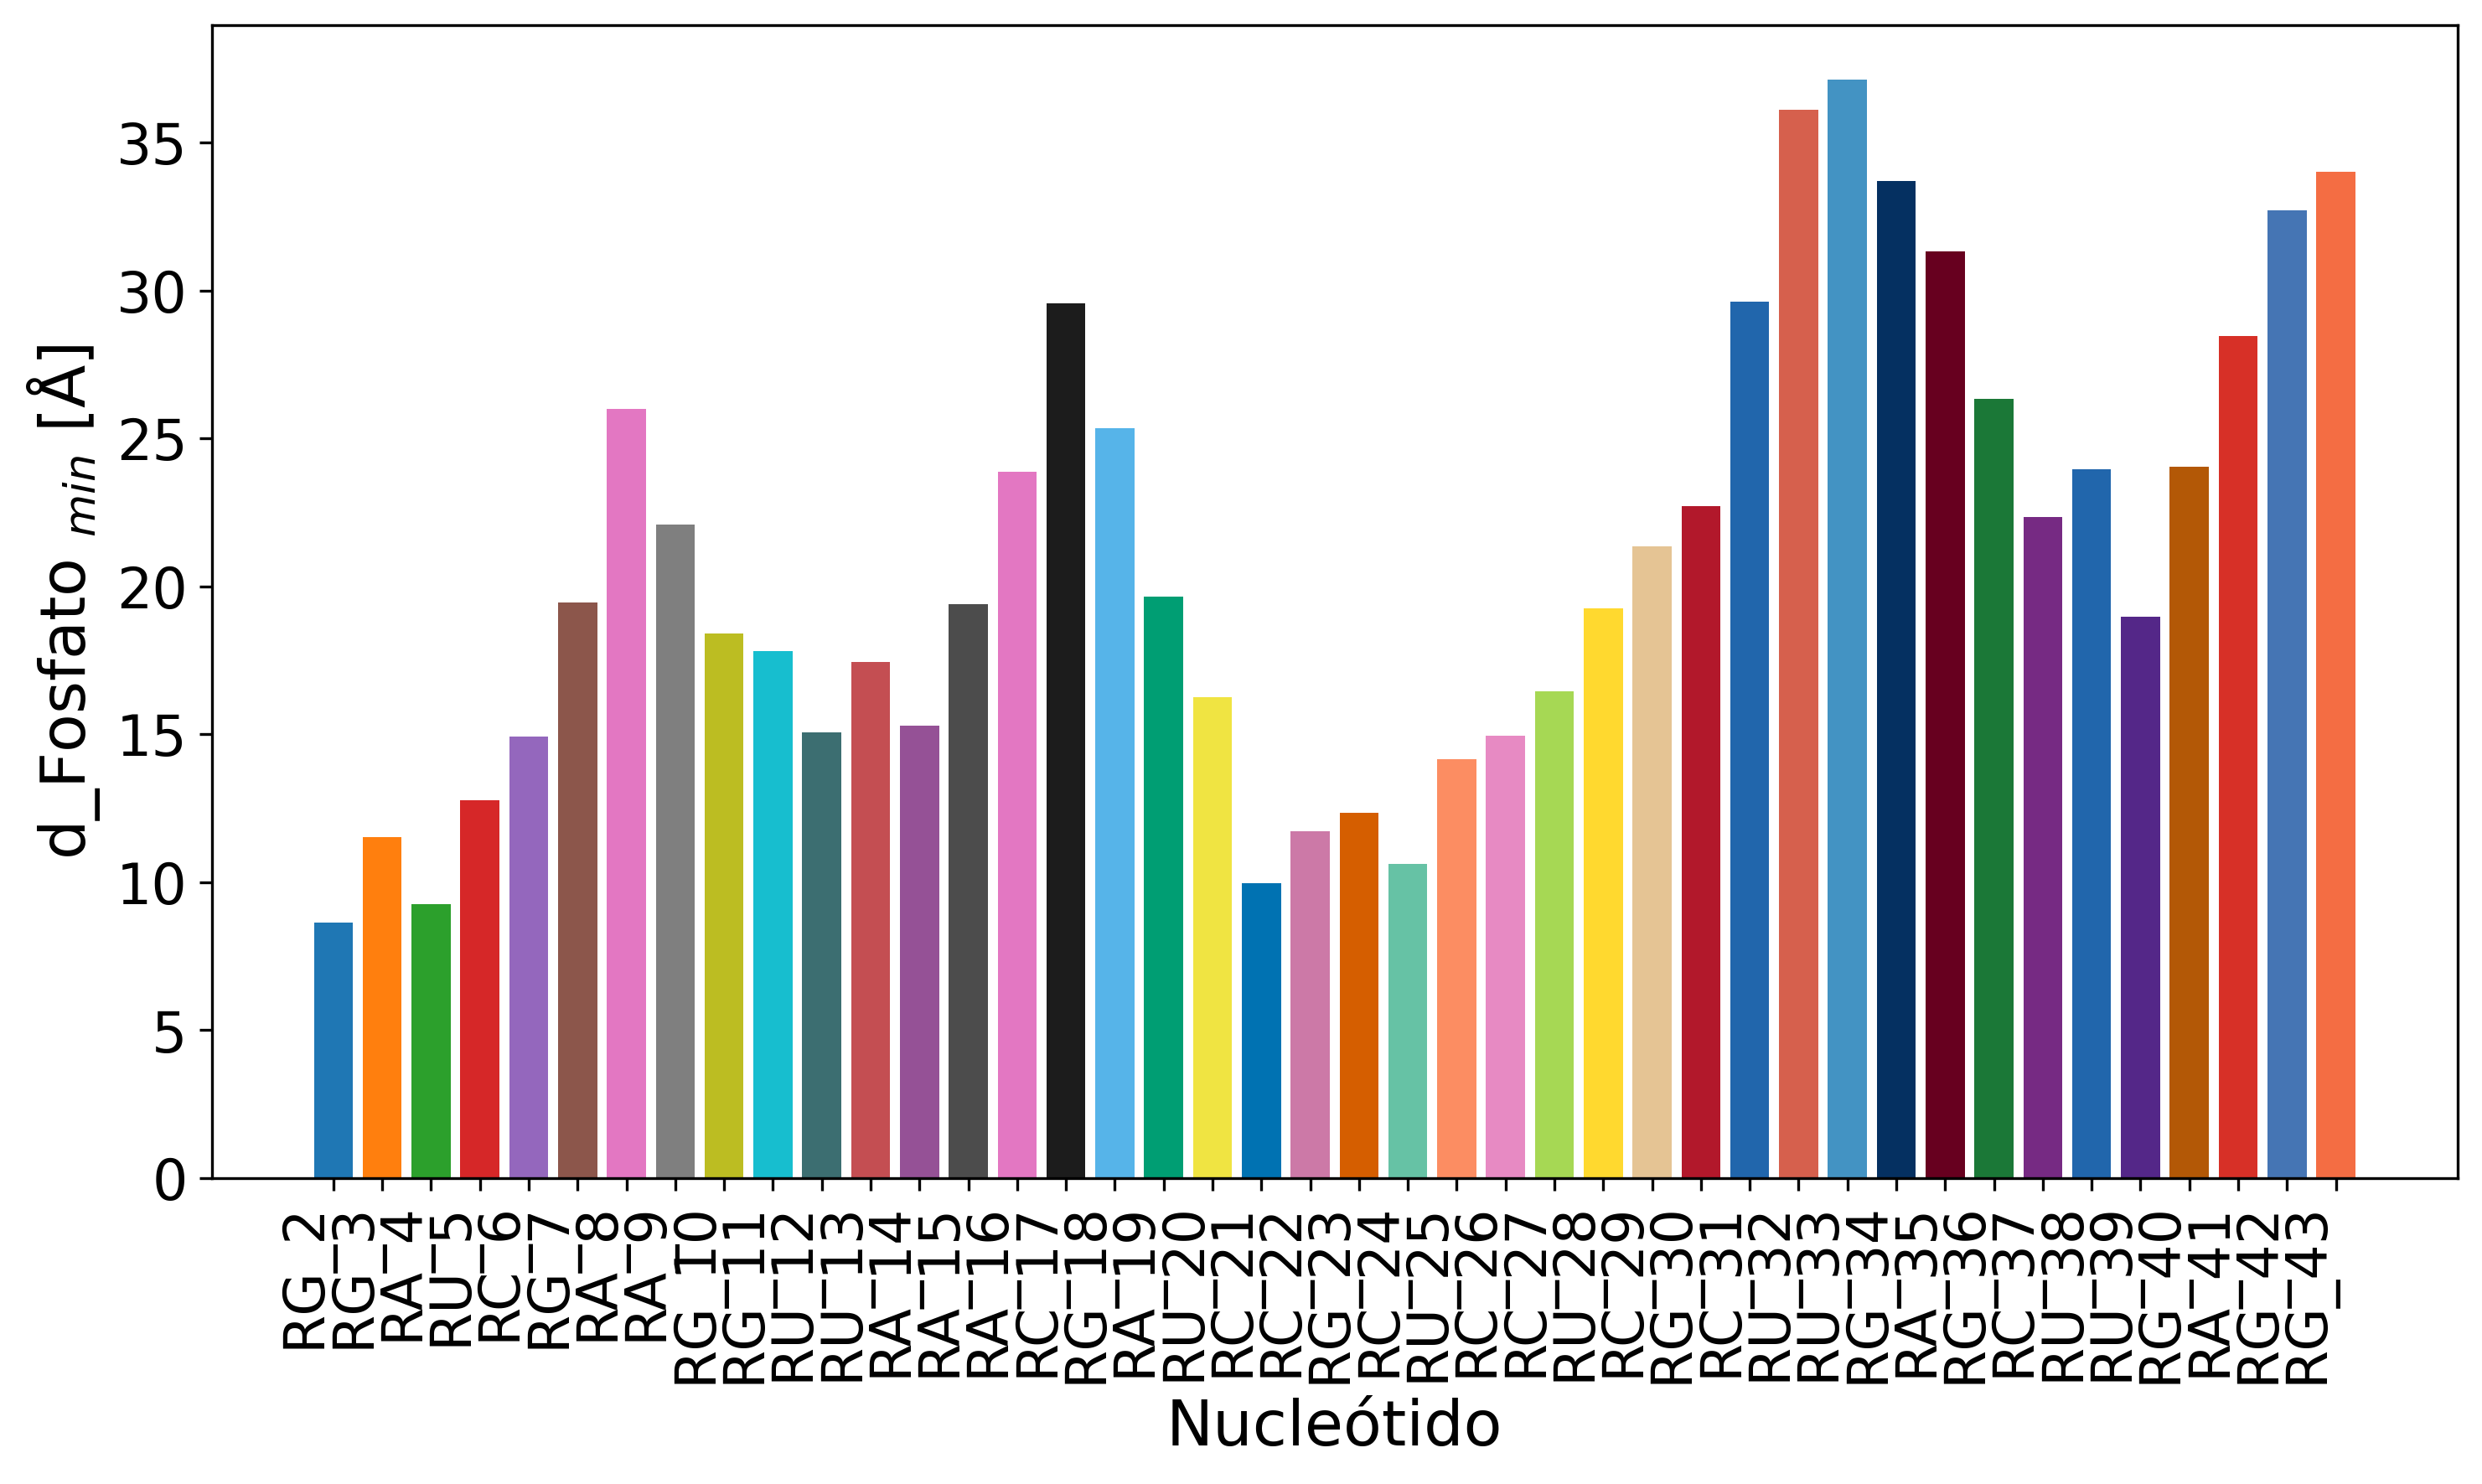 d_Fosfato min [Å]
35
30
25
20
15
10
5
0
RG_2
RG_3
RA_4
RU_5
RC_6
RG_7
RA_8
RA_9
RG_10
RG_11
RU_12
RU_13
RA_14
RA_15
RA_16
RC_17
RG_18
RA_19
RU_20
RC_21
RC_22
RG_23
RC_24
RU_25
RC_26
RC_27
RU_28
RC_29
RG_30
RC_31
RU_32
RU_33
RG_34
RA_35
RG_36
RC_37
RU_38
RU_39
RG_40
RA_41
RG_42
RG_43
Nucleótido